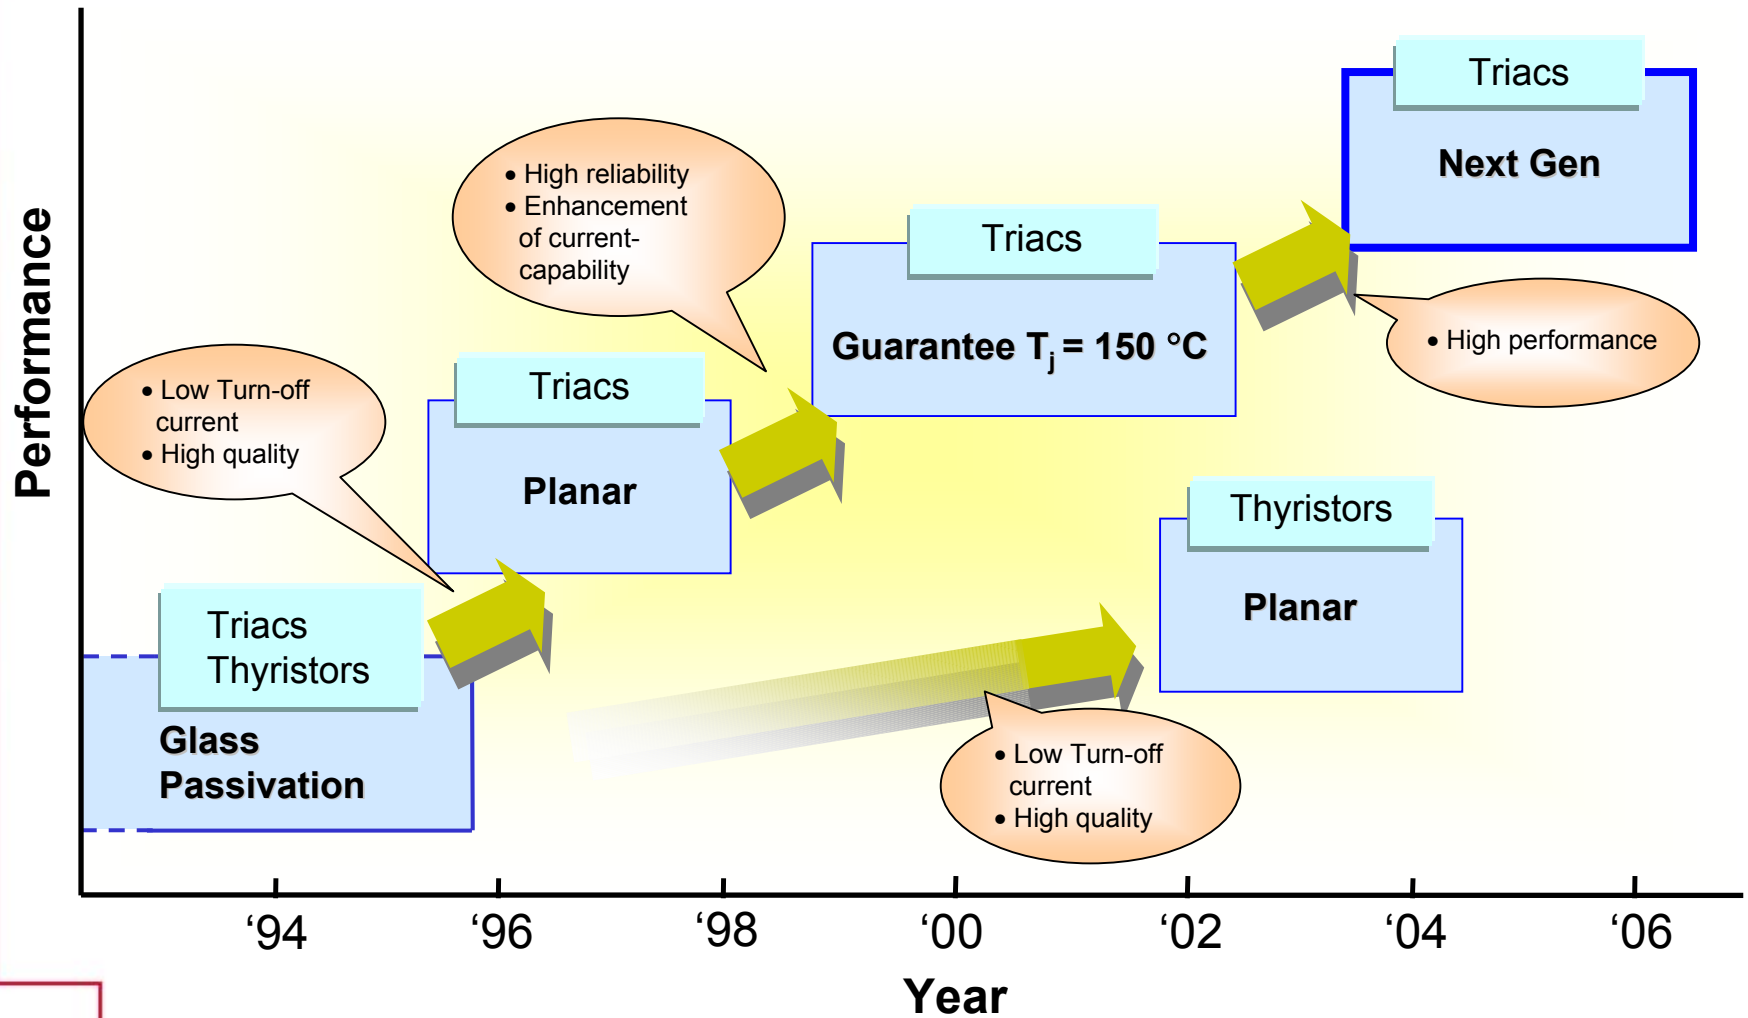 Performance
Triacs
Next Gen
• High reliability
• Enhancement
of current-
capability
Triacs
Guarantee Tj = 150 °C
• High performance
• Low Turn-off
current
• High quality
Triacs
Planar
Thyristors
Planar
Triacs
Thyristors
Glass
Passivation
• Low Turn-off
current
• High quality
‘94 ‘96 ‘98 ‘00 ‘02 ‘04 ‘06
Year